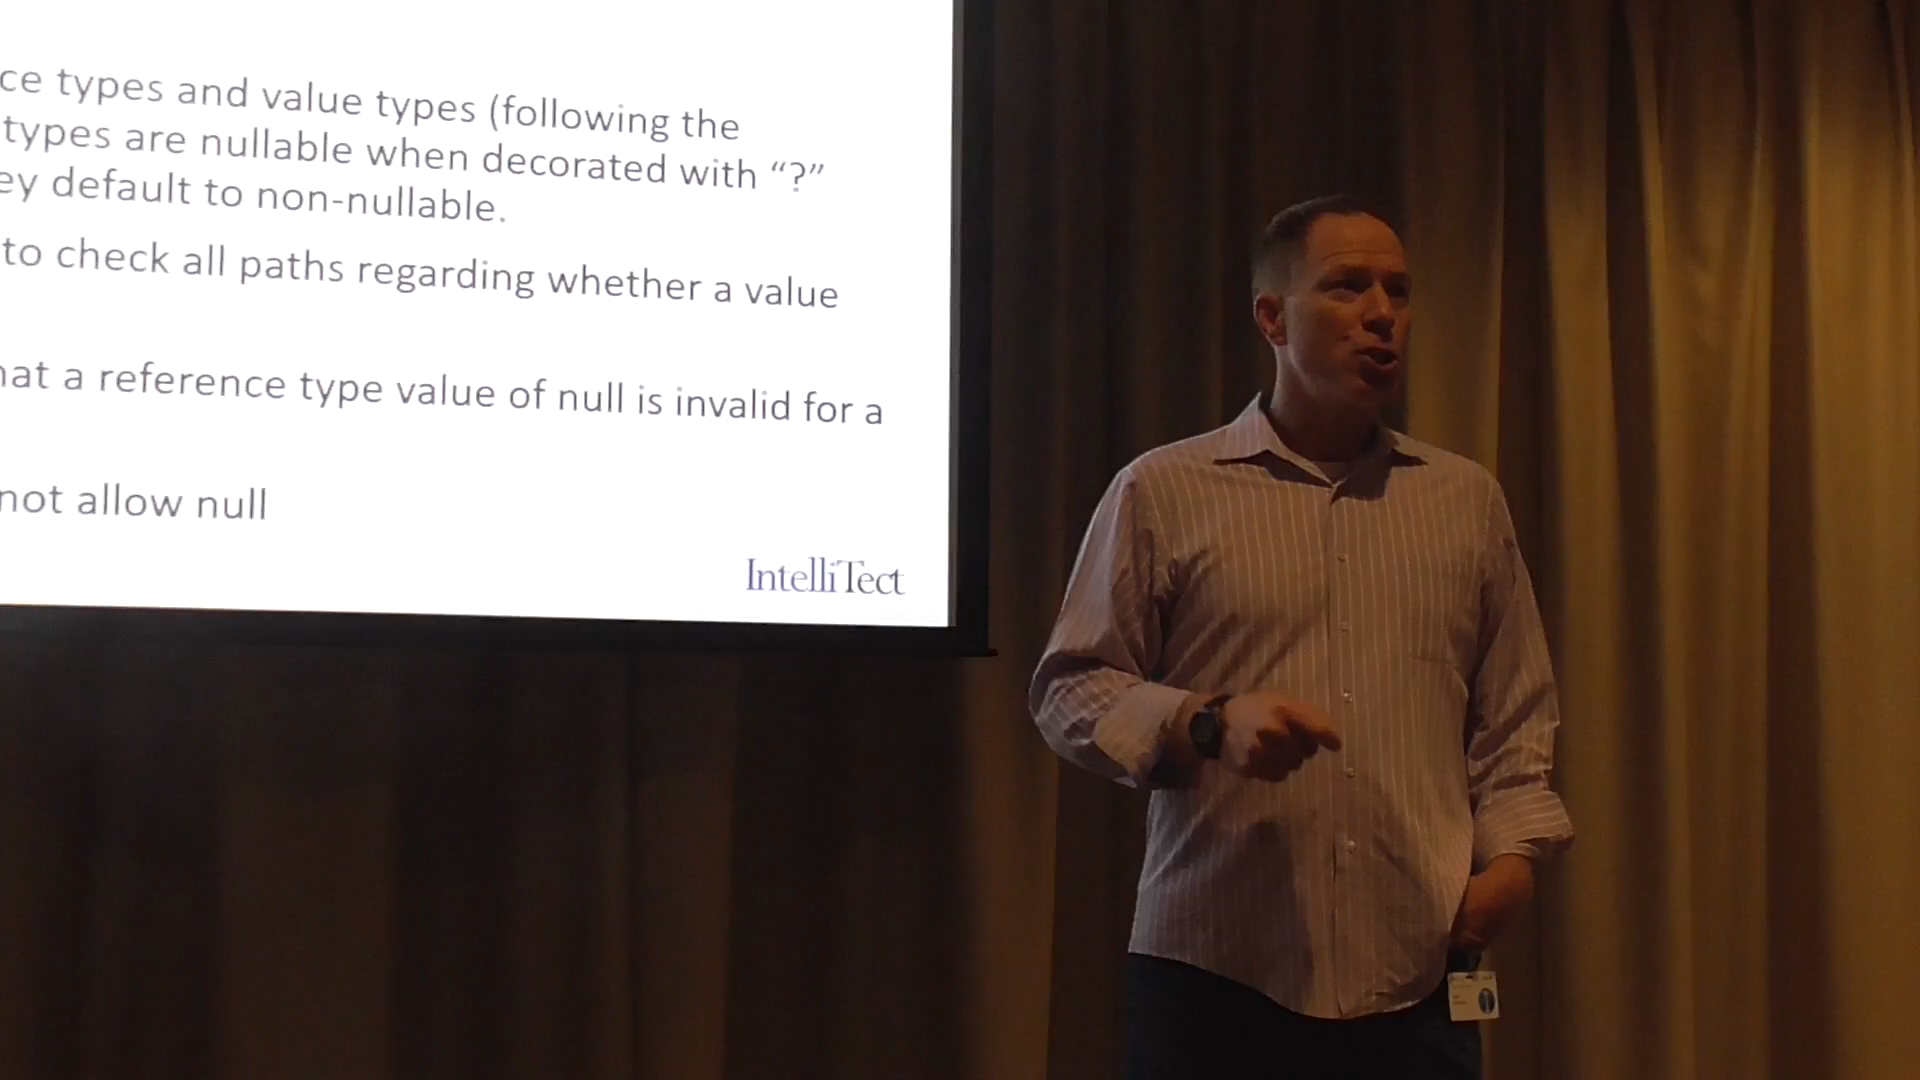 ce types and value types (following the
types are nullable when decorated with “?”
ey default to non-nullable.
to check all paths regarding whether a value
hat a reference type value of null is invalid for a
not allow null
IntelliTect